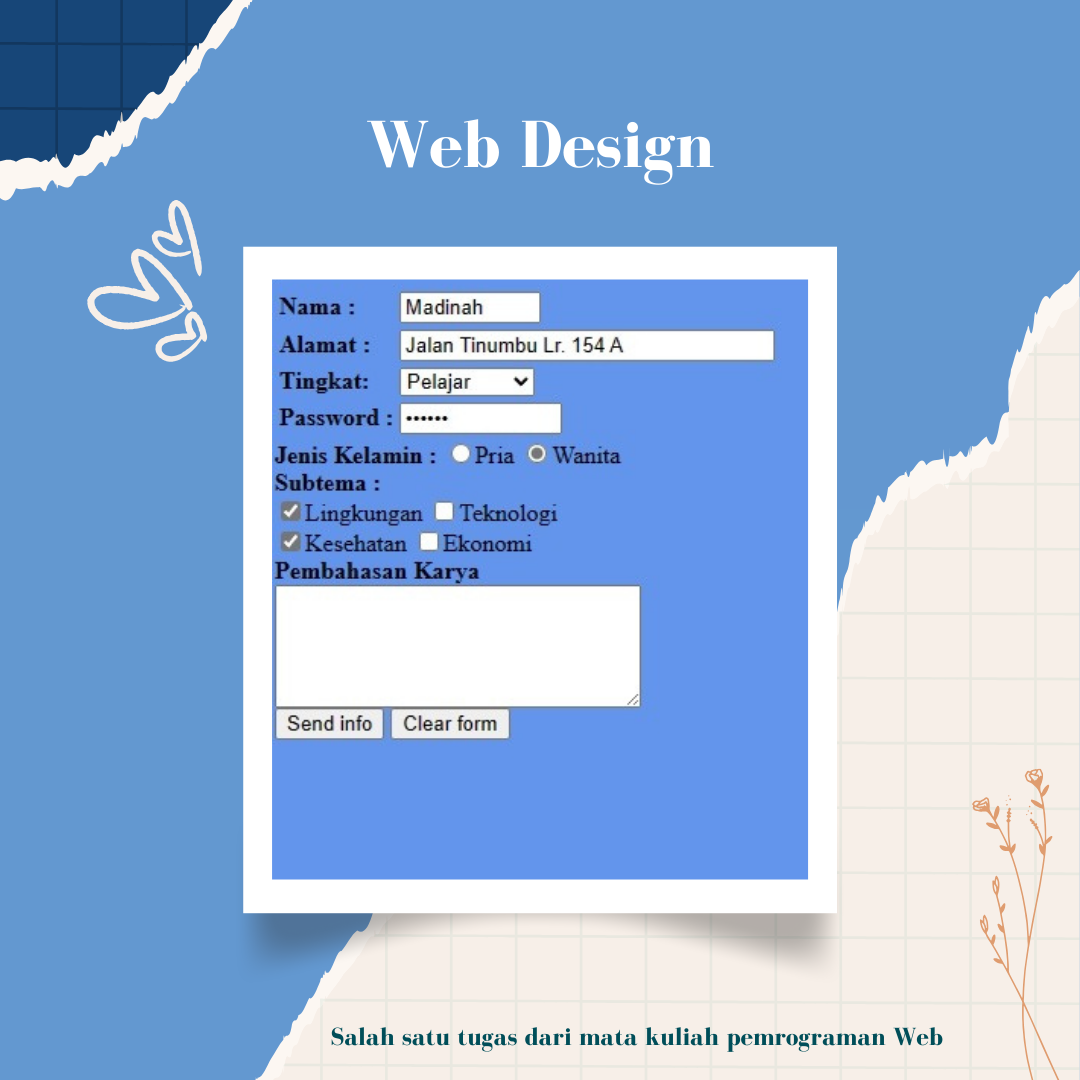 Web Design
Nama : Madinah
Alamat : Jalan Tinumbu Lr. 154 A
Tingkat: Pelajar
Password : ••••••
Jenis Kelamin : Pria Wanita
Subtema :
Lingkungan Teknologi
Kesehatan Ekonomi
Pembahasan Karya
Send info Clear form
Salah satu tugas dari mata kuliah pemrograman Web